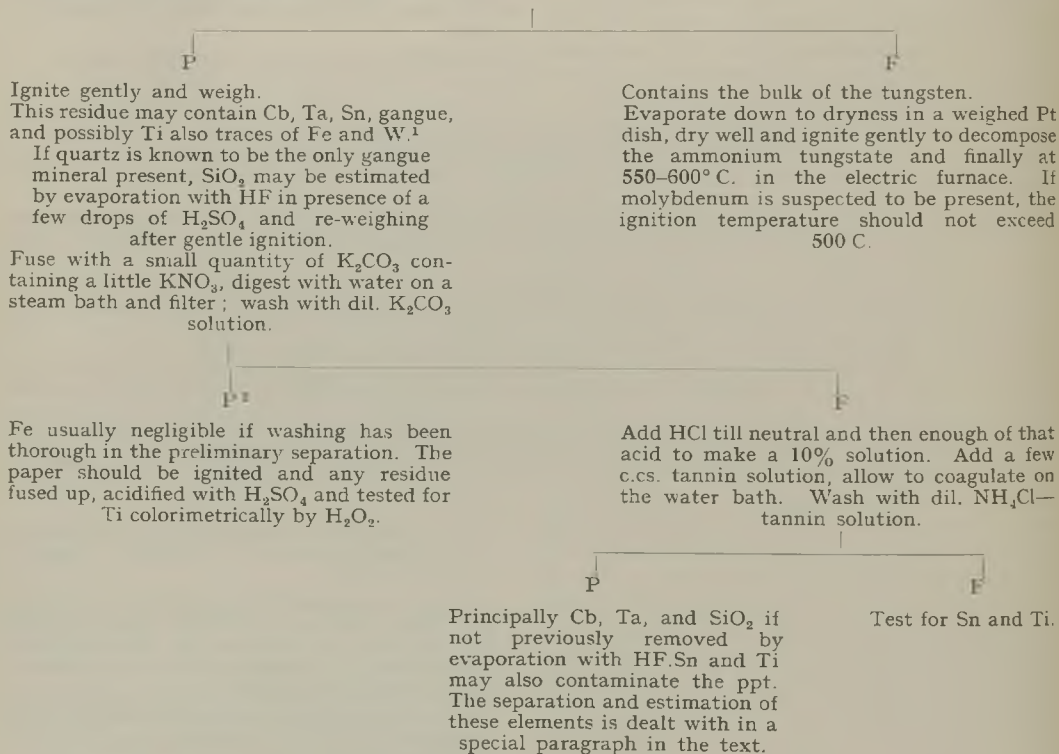 P
Ignite gently and weigh.
This residue may contain Cb, Ta, Sn, gangue,
and possibly Ti also traces of Fe and W.¹
If quartz is known to be the only gangue
mineral present, SiO₂ may be estimated
by evaporation with HF in presence of a
few drops of H₂SO₄ and re-weighing
after gentle ignition.
Fuse with a small quantity of K₂CO₃ con-
taining a little KNO₃, digest with water on a
steam bath and filter ; wash with dil. K₂CO₃
solution.
F
Contains the bulk of the tungsten.
Evaporate down to dryness in a weighed Pt
dish, dry well and ignite gently to decompose
the ammonium tungstate and finally at
550–600° C. in the electric furnace. If
molybdenum is suspected to be present, the
ignition temperature should not exceed
500 C.
P²
Fe usually negligible if washing has been
thorough in the preliminary separation. The
paper should be ignited and any residue
fused up, acidified with H₂SO₄ and tested for
Ti colorimetrically by H₂O₂.
F
Add HCl till neutral and then enough of that
acid to make a 10% solution. Add a few
c.cs. tannin solution, allow to coagulate on
the water bath. Wash with dil. NH₄Cl—
tannin solution.
P
Principally Cb, Ta, and SiO₂ if
not previously removed by
evaporation with HF.Sn and Ti
may also contaminate the ppt.
The separation and estimation of
these elements is dealt with in a
special paragraph in the text.
F
Test for Sn and Ti.